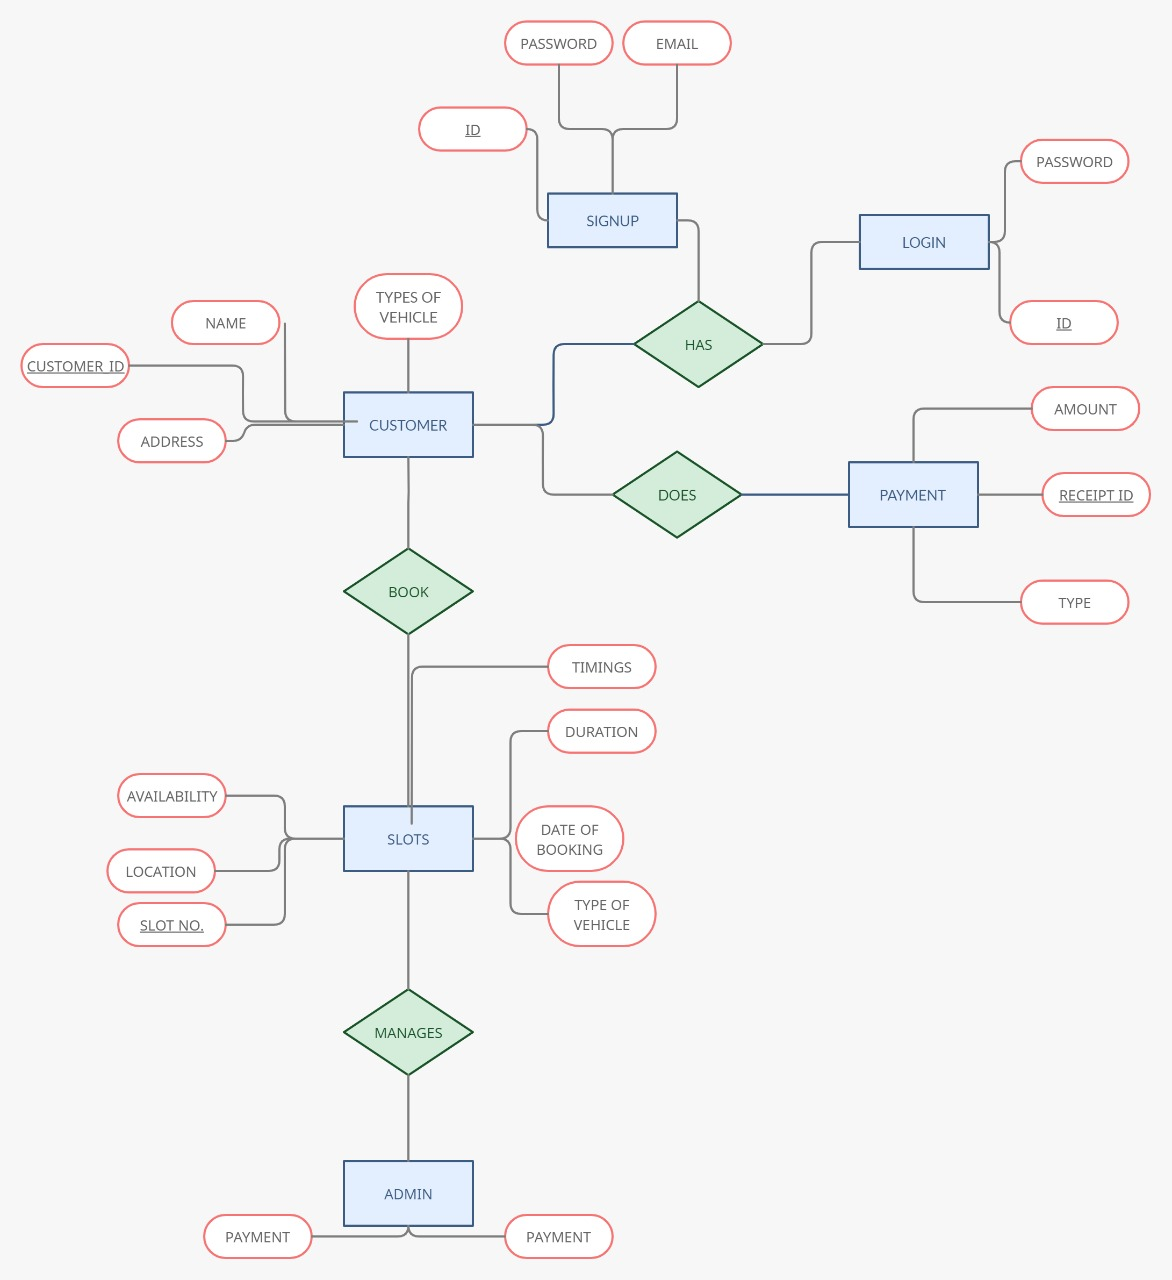 PASSWORD
EMAIL
ID
PASSWORD
SIGNUP
LOGIN
TYPES OF
VEHICLE
NAME
ID
HAS
CUSTOMER ID
AMOUNT
CUSTOMER
ADDRESS
DOES
PAYMENT
RECEIPT ID
BOOK
TYPE
TIMINGS
DURATION
AVAILABILITY
SLOTS
DATE OF
BOOKING
LOCATION
TYPE OF
VEHICLE
SLOT NO.
MANAGES
ADMIN
PAYMENT
PAYMENT